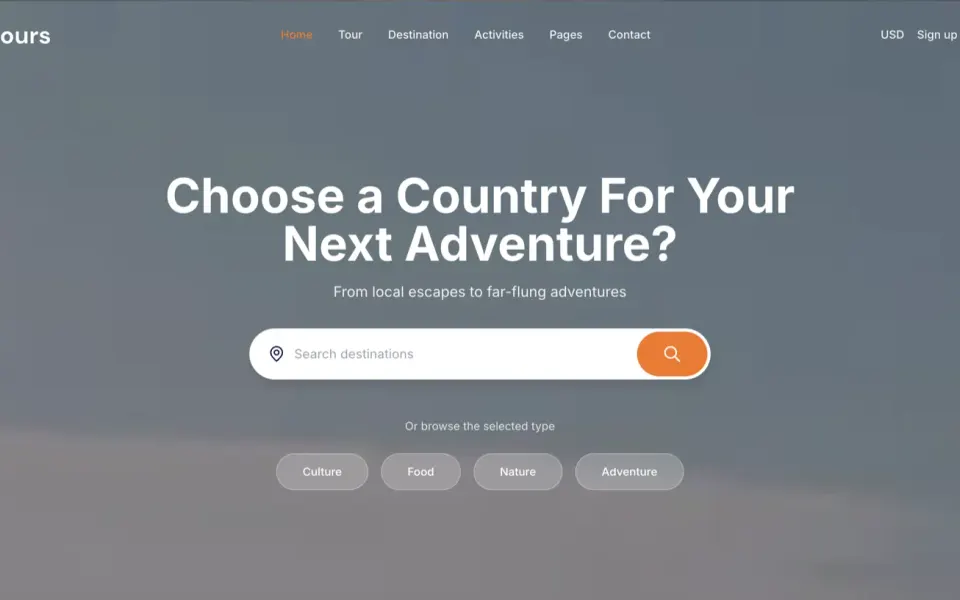 ours
Home Tour Destination Activities Pages Contact
USD Sign up
Choose a Country For Your
Next Adventure?
From local escapes to far-flung adventures
Search destinations
Or browse the selected type
Culture Food Nature Adventure